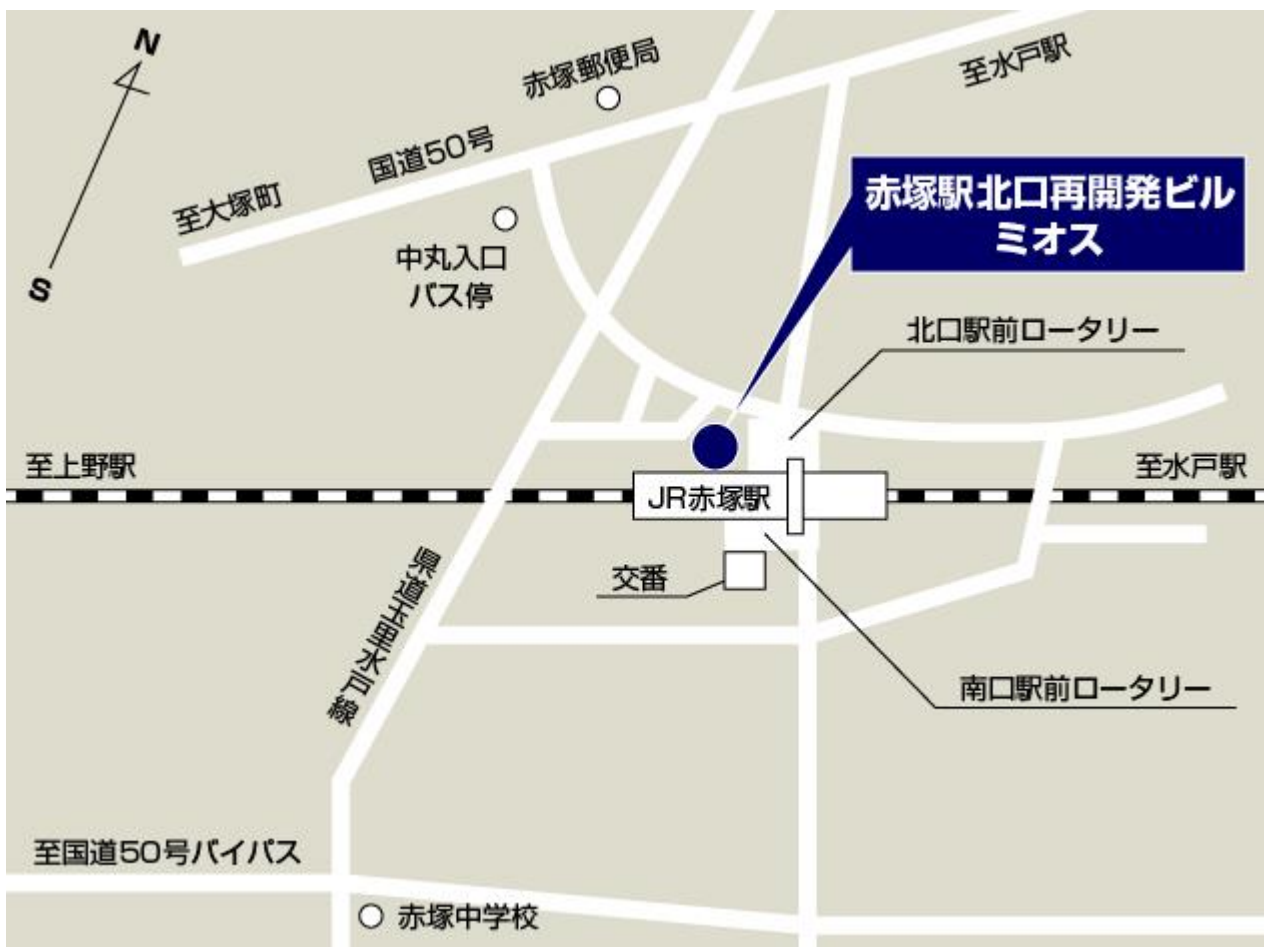 N
赤塚郵便局
至水戸駅
国道50号
至大塚町
赤塚駅北口再開発ビル
ミオス
中丸入口
バス停
S
北口駅前ロータリー
至上野駅
至水戸駅
JR赤塚駅
交番
県道玉里水戸線
南口駅前ロータリー
至国道50号バイパス
赤塚中学校